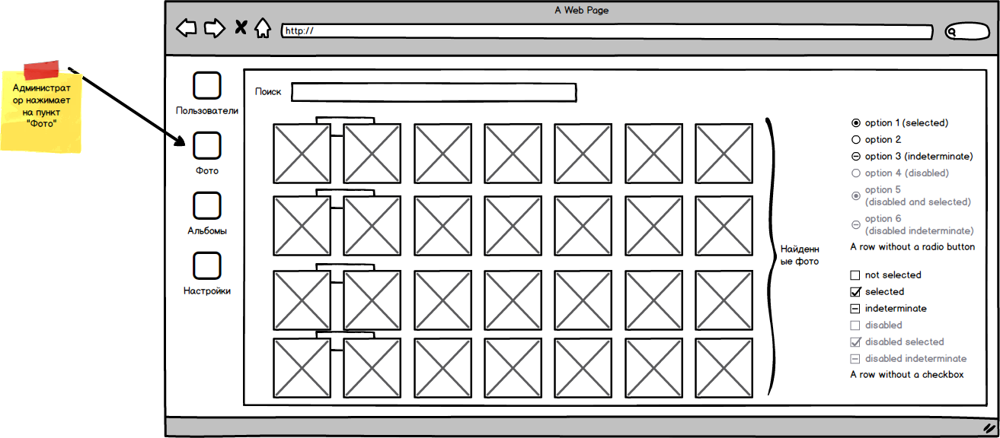 A Web Page
http://
Администрат
ор нажимает
на пункт
"Фото"
Пользователи
Фото
Альбомы
Настройки
Поиск
Найденн
ые фото
option 1 (selected)
option 2
option 3 (indeterminate)
option 4 (disabled)
option 5
(disabled and selected)
option 6
(disabled indeterminate)
A row without a radio button
not selected
selected
indeterminate
disabled
disabled selected
disabled indeterminate
A row without a checkbox